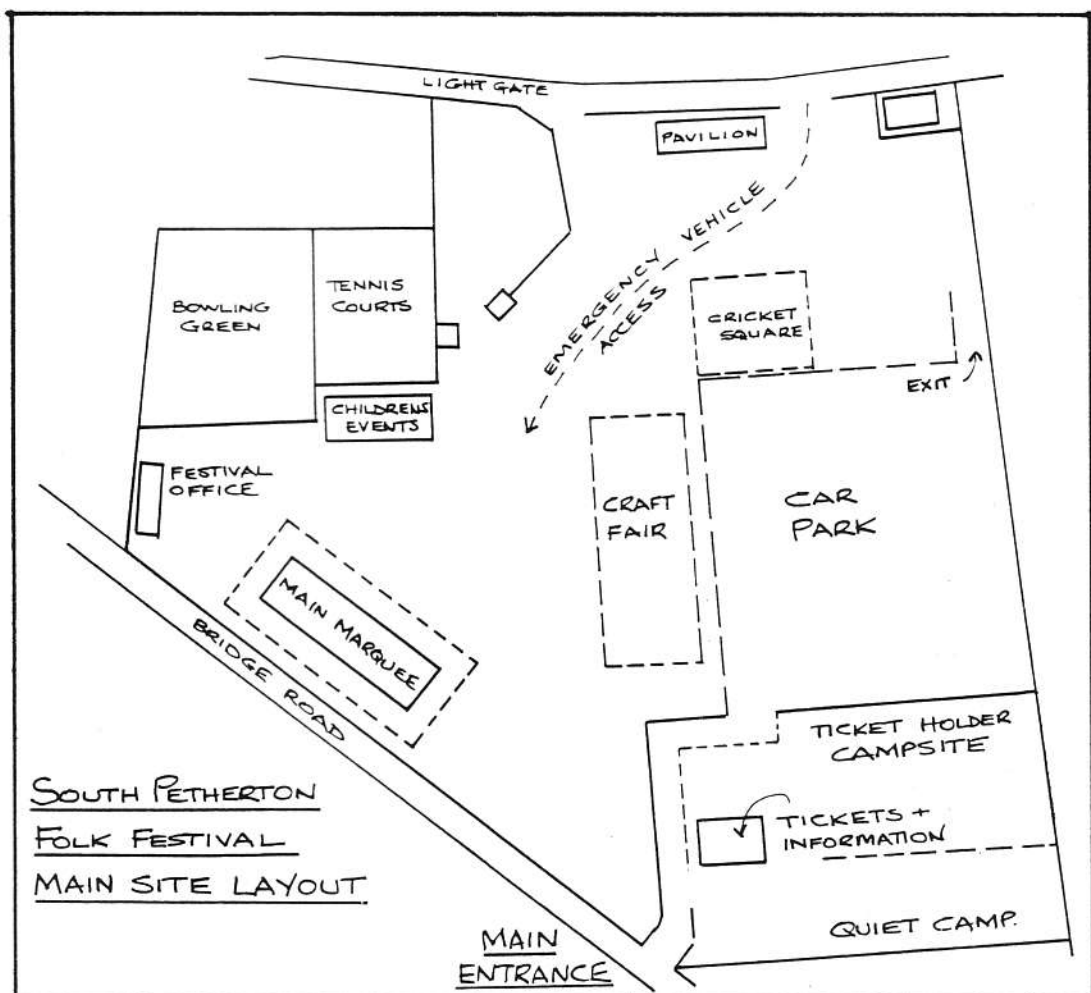 LIGHT GATE
PAVILION
EMERGENCY VEHICLE
ACCESS
BOWLING
GREEN
TENNIS
COURTS
CRICKET
SQUARE
EXIT
CHILDRENS
EVENTS
FESTIVAL
OFFICE
CRAFT
FAIR
CAR
PARK
MAIN MARQUEE
BRIDGE ROAD
TICKET HOLDER
CAMPSITE
TICKETS +
INFORMATION
QUIET CAMP.
SOUTH PETHERTON
FOLK FESTIVAL
MAIN SITE LAYOUT
MAIN
ENTRANCE